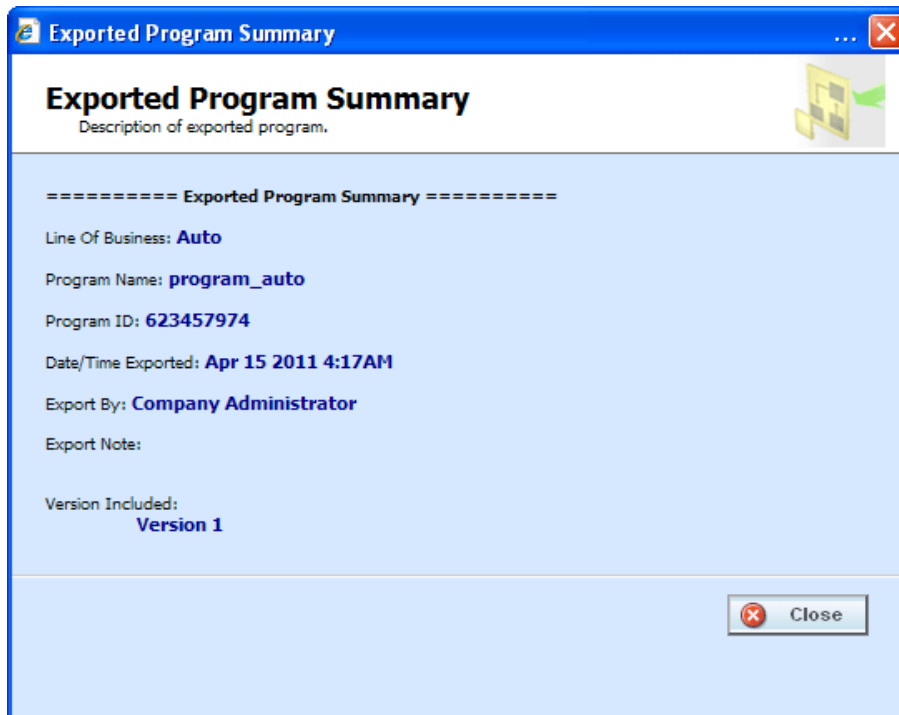 Exported Program Summary ...
Exported Program Summary
Description of exported program.
========== Exported Program Summary ==========
Line Of Business: Auto
Program Name: program_auto
Program ID: 623457974
Date/Time Exported: Apr 15 2011 4:17AM
Export By: Company Administrator
Export Note:
Version Included:
Version 1
Close